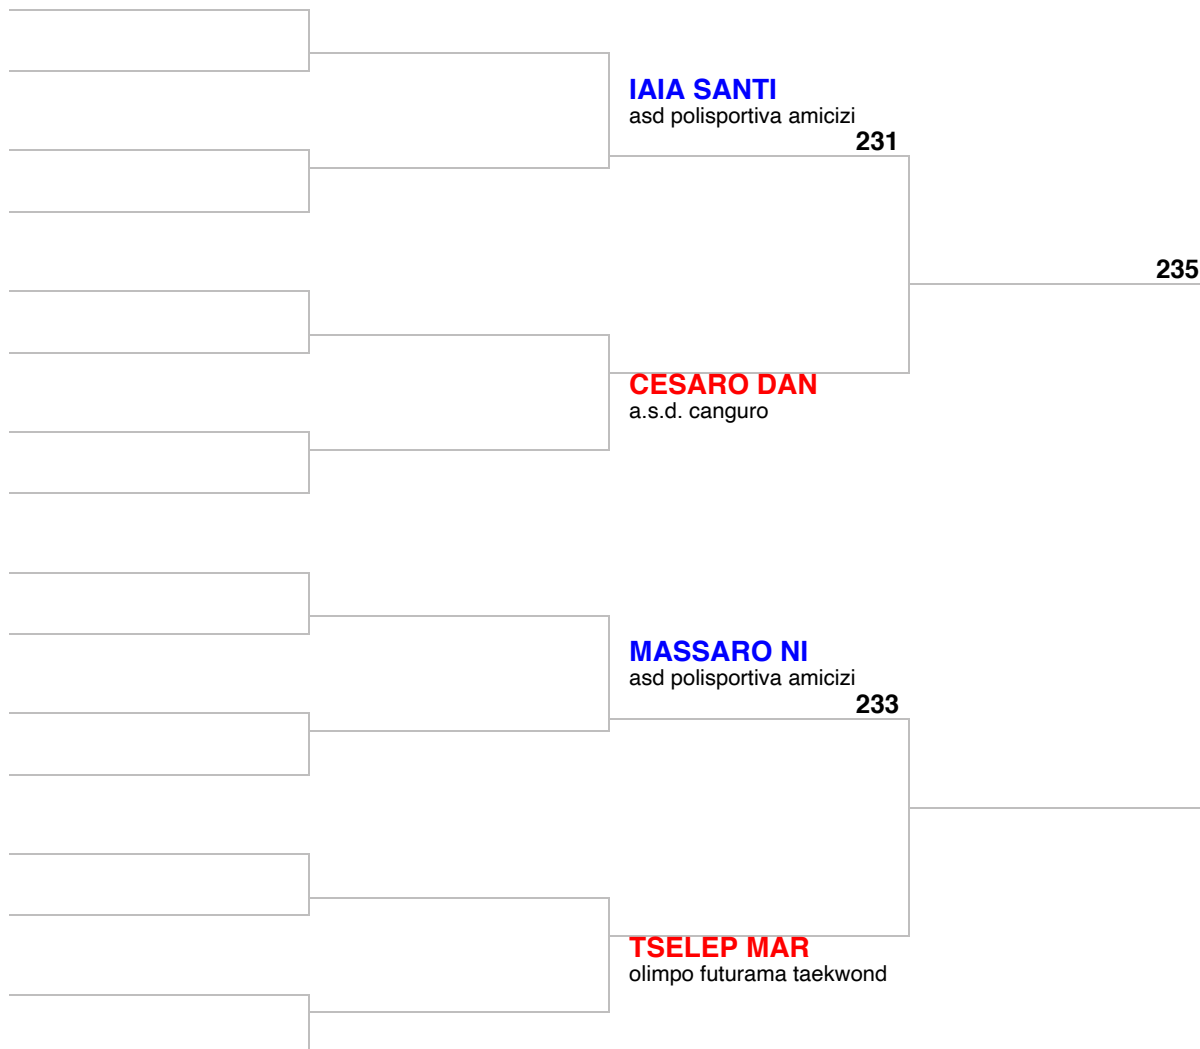 IAIA SANTI
asd polisportiva amicizi
231
235
CESARO DAN
a.s.d. canguro
MASSARO NI
asd polisportiva amicizi
233
TSELEP MAR
olimpo futurama taekwond